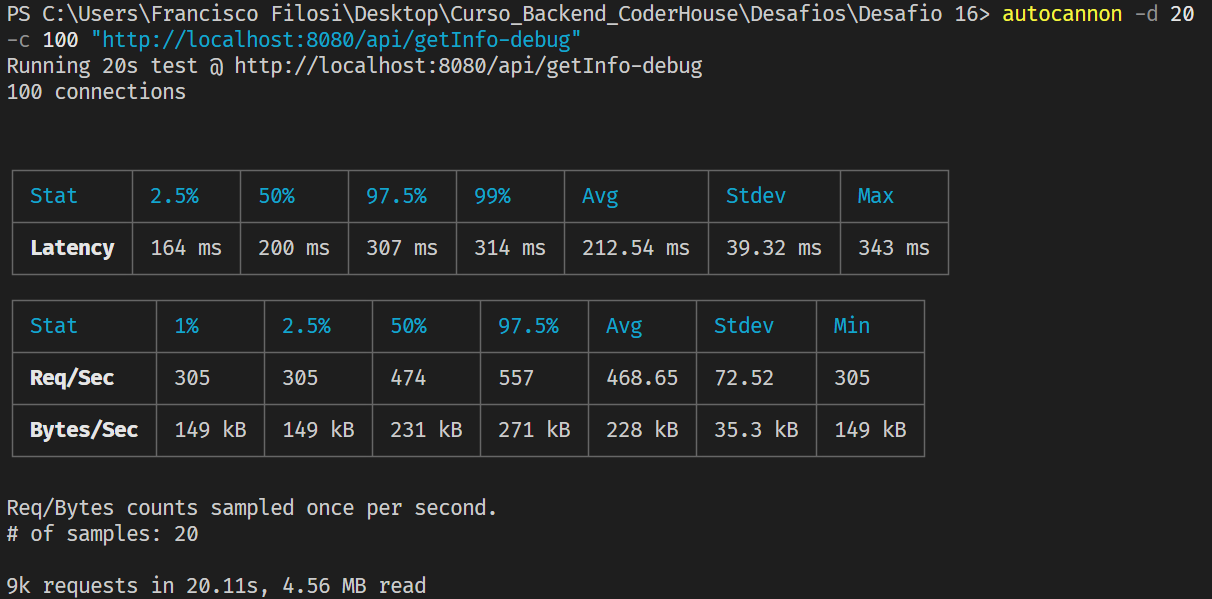 PS C:\Users\Francisco Filosi\Desktop\Curso_Backend_CoderHouse\Desafios\Desafio 16> autocannon -d 20
-c 100 "http://localhost:8080/api/getInfo-debug"
Running 20s test @ http://localhost:8080/api/getInfo-debug
100 connections
Stat 2.5% 50% 97.5% 99% Avg Stdev Max
Latency 164 ms 200 ms 307 ms 314 ms 212.54 ms 39.32 ms 343 ms
Stat 1% 2.5% 50% 97.5% Avg Stdev Min
Req/Sec 305 305 474 557 468.65 72.52 305
Bytes/Sec 149 kB 149 kB 231 kB 271 kB 228 kB 35.3 kB 149 kB
Req/Bytes counts sampled once per second.
# of samples: 20
9k requests in 20.11s, 4.56 MB read